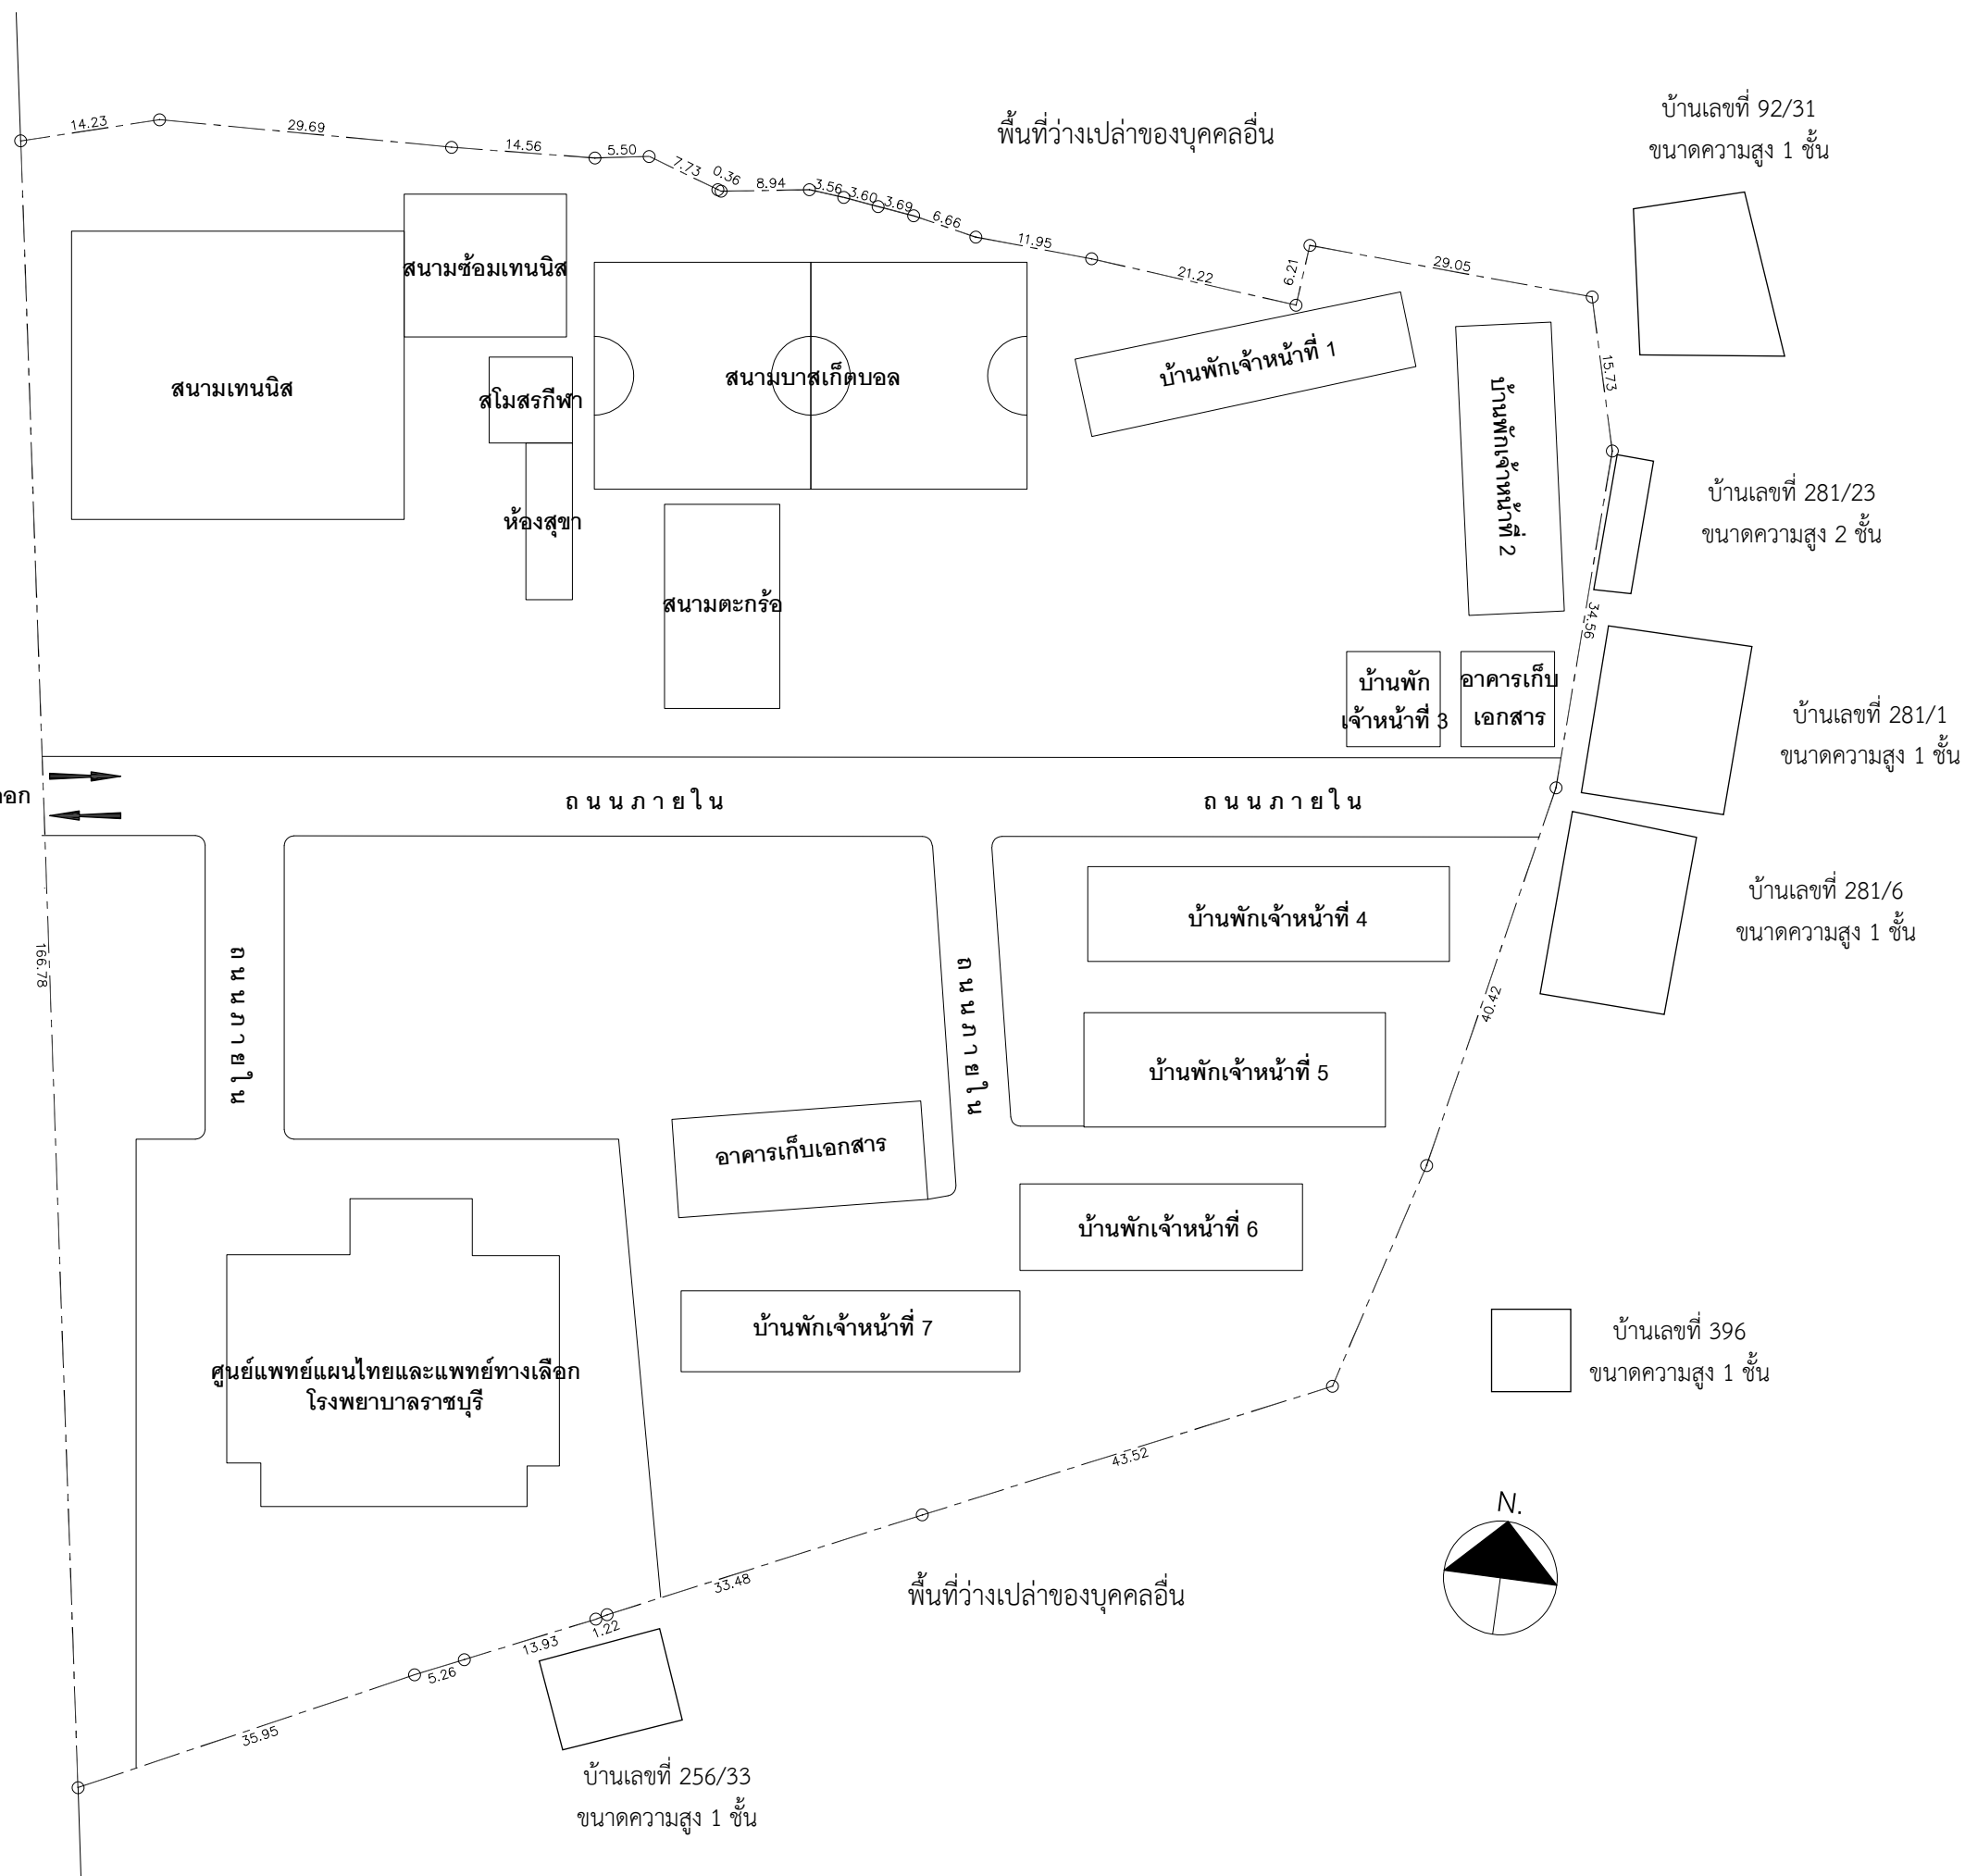 14.23
29.69
14.56
5.50
7.73
0.36
8.94
3.56
3.60
3.69
6.66
11.95
21.22
6.21
29.05
15.73
พื้นที่ว่างเปล่าของบุคคลอื่น
บ้านเลขที่ 92/31
ขนาดความสูง 1 ชั้น
สนามซ้อมเทนนิส
สนามเทนนิส
สโมสรกีฬา
สนามบาสเก็ตบอล
บ้านพักเจ้าหน้าที่ 1
บ้านพักเจ้าหน้าที่ 2
บ้านเลขที่ 281/23
ขนาดความสูง 2 ชั้น
ห้องสุขา
สนามตะกร้อ
34.56
บ้านพัก
เจ้าหน้าที่ 3
อาคารเก็บ
เอกสาร
บ้านเลขที่ 281/1
ขนาดความสูง 1 ชั้น
ถนนภายใน
ถนนภายใน
บ้านเลขที่ 281/6
ขนาดความสูง 1 ชั้น
166.78
ถนนภายใน
ถนนภายใน
บ้านพักเจ้าหน้าที่ 4
40.42
บ้านพักเจ้าหน้าที่ 5
อาคารเก็บเอกสาร
บ้านพักเจ้าหน้าที่ 6
บ้านพักเจ้าหน้าที่ 7
ศูนย์แพทย์แผนไทยและแพทย์ทางเลือก
โรงพยาบาลราชบุรี
บ้านเลขที่ 396
ขนาดความสูง 1 ชั้น
43.52
N.
33.48
พื้นที่ว่างเปล่าของบุคคลอื่น
1.22
13.93
5.26
35.95
บ้านเลขที่ 256/33
ขนาดความสูง 1 ชั้น